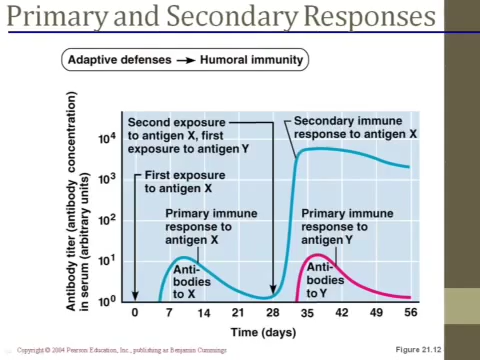 Primary and Secondary Responses
Adaptive defenses → Humoral immunity
Antibody titer (antibody concentration)
in serum (arbitrary units)
Second exposure
to antigen X, first
exposure to antigen Y
Secondary immune
response to antigen X
First exposure
to antigen X
Primary immune
response to
antigen X
Primary immune
response to
antigen Y
Anti-
bodies
to X
Anti-
bodies
to Y
10⁴
10³
10²
10¹
10⁰
0 7 14 21 28 35 42 49 56
Time (days)
Copyright © 2004 Pearson Education, Inc., publishing as Benjamin Cummings
Figure 21.12